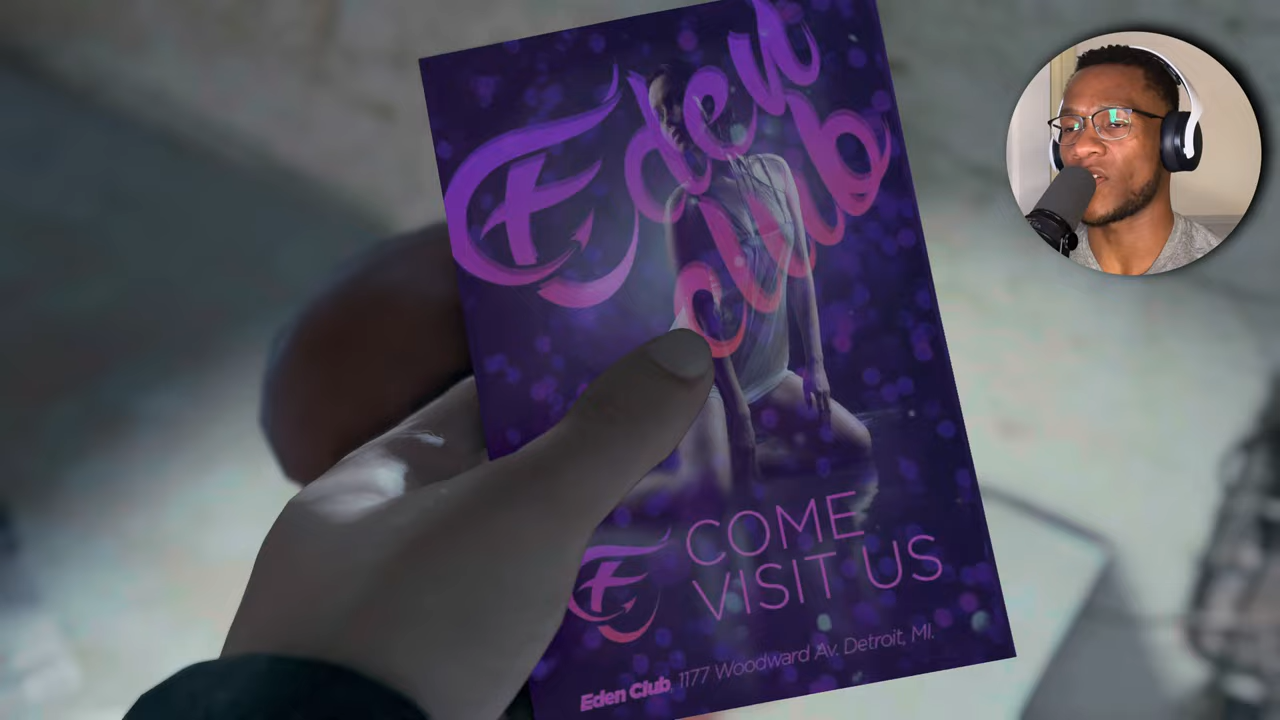 Eden
club
COME
VISIT US
Eden Club, 1177 Woodward Av. Detroit, MI.